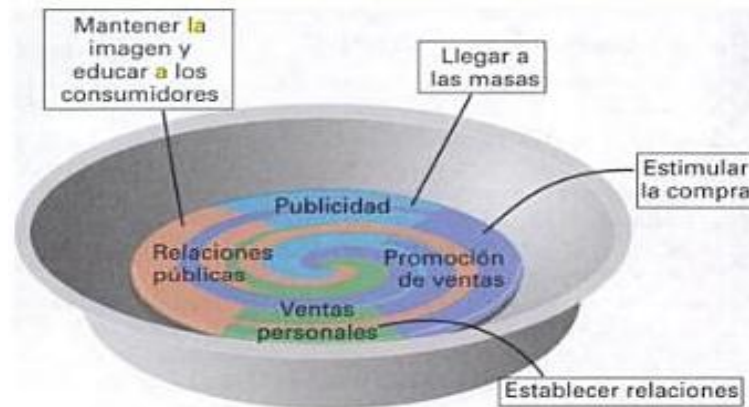 Mantener la
imagen y
educar a los
consumidores
Llegar a
las masas
Estimular
la compra
Publicidad
Relaciones
públicas
Promoción
de ventas
Ventas
personales
Establecer relaciones